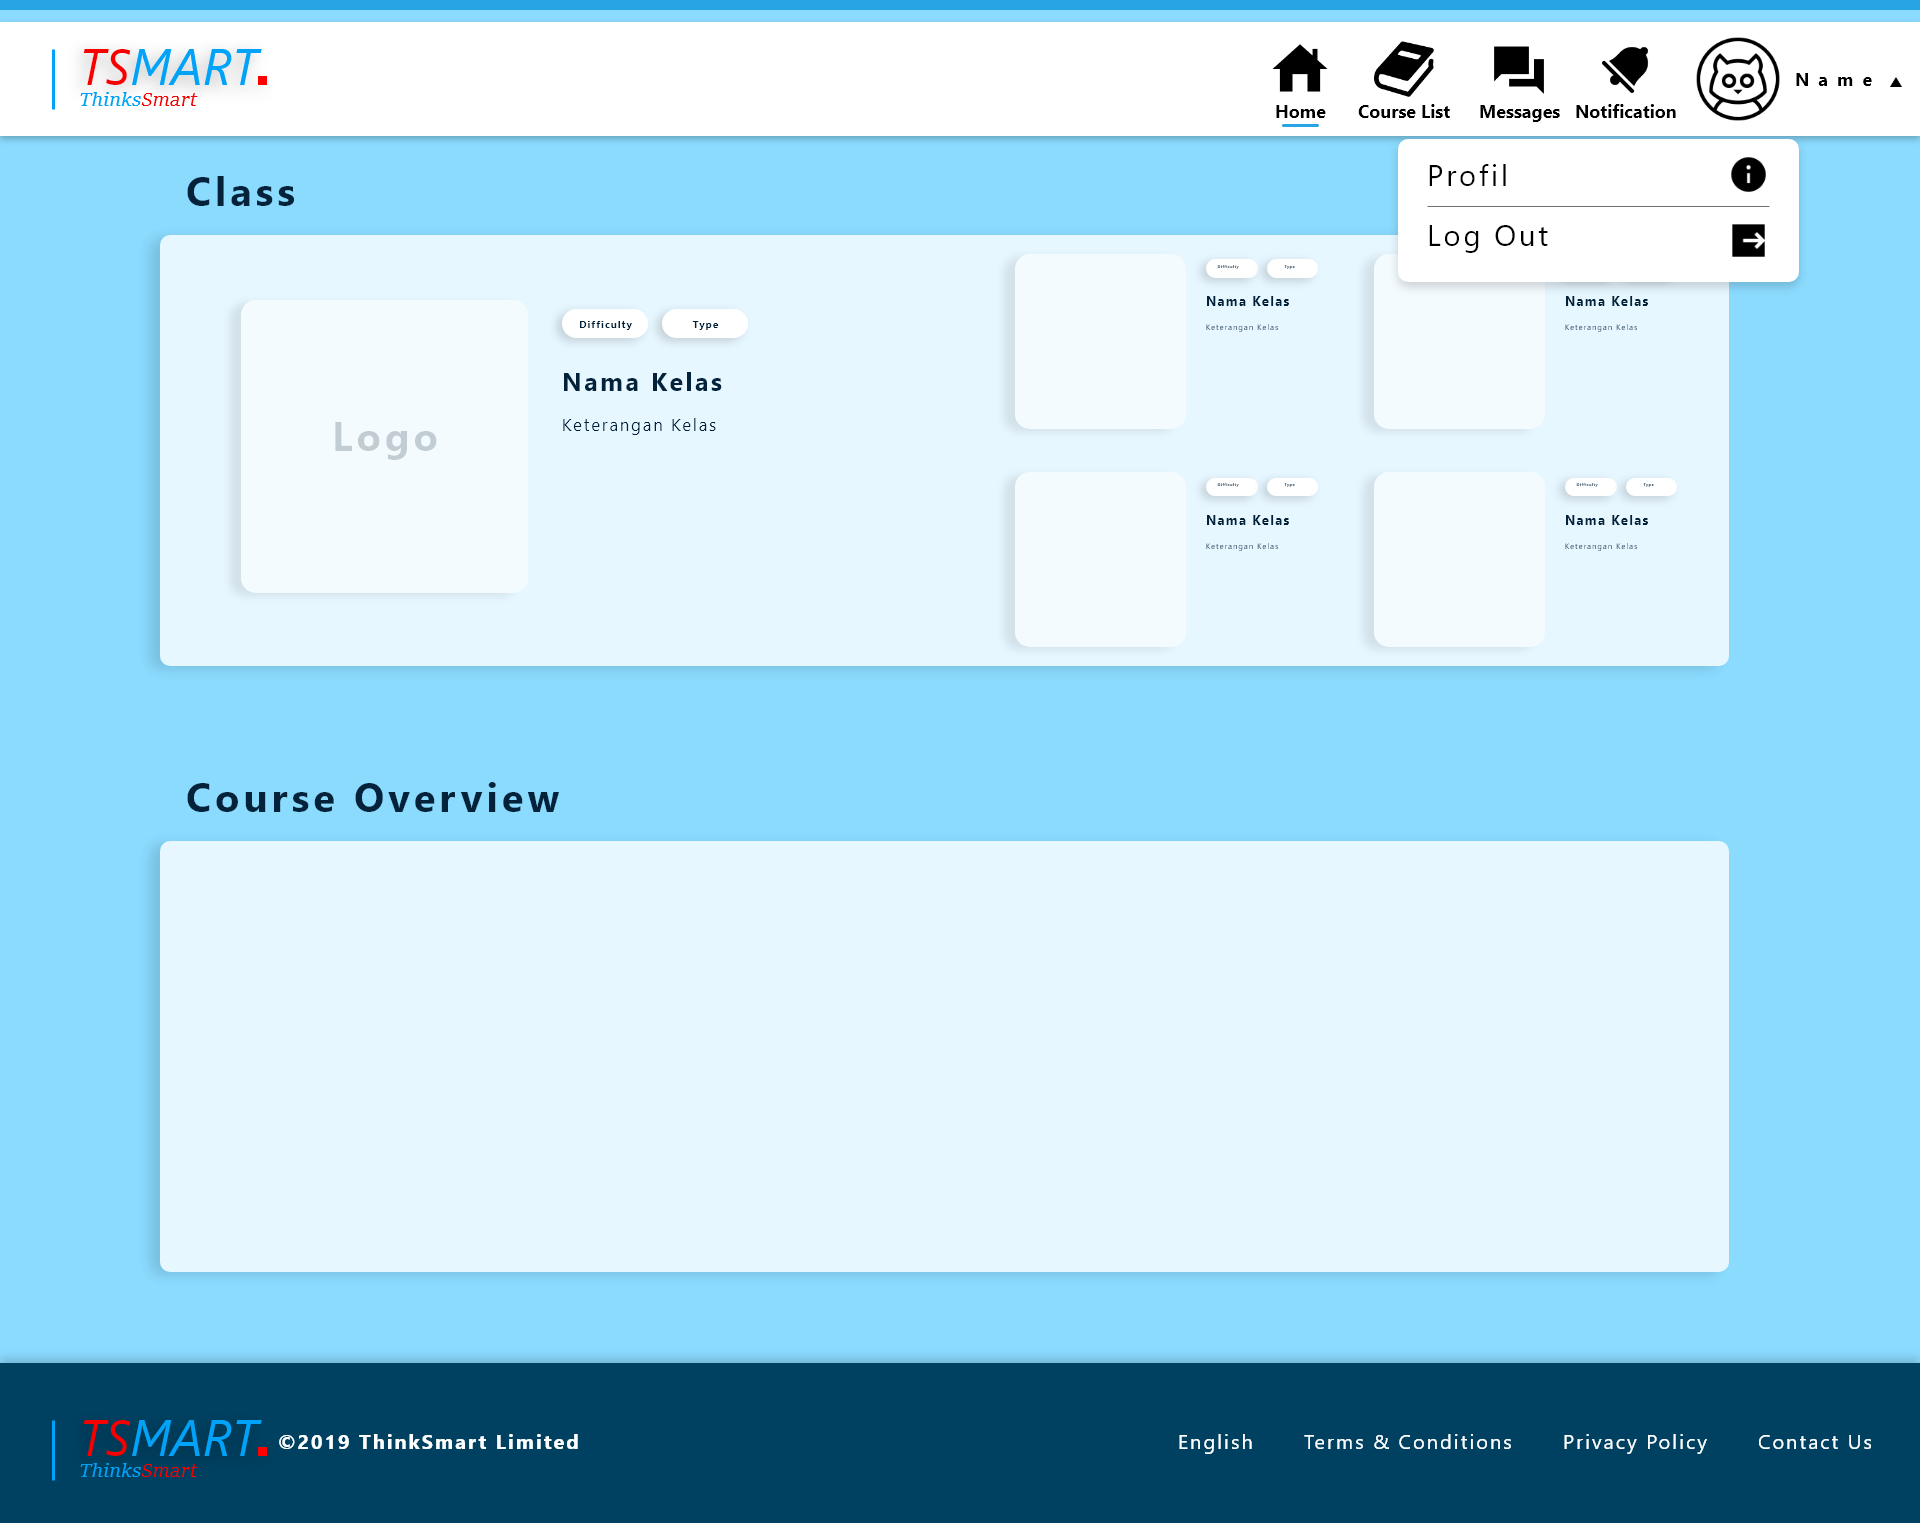 TSMART.
ThinksSmart
Home
Course List
Messages
Notification
Name ▲
Profil
Log Out
Class
Logo
Difficulty
Type
Nama Kelas
Keterangan Kelas
Difficulty
Type
Nama Kelas
Keterangan Kelas
Nama Kelas
Keterangan Kelas
Difficulty
Type
Nama Kelas
Keterangan Kelas
Difficulty
Type
Nama Kelas
Keterangan Kelas
Course Overview
TSMART.
ThinksSmart
©2019 ThinkSmart Limited
English
Terms & Conditions
Privacy Policy
Contact Us